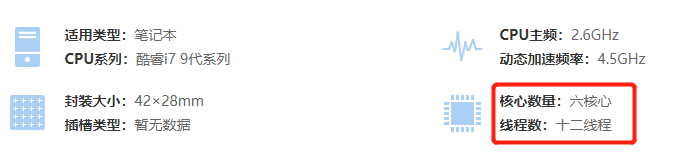 适用类型：笔记本
CPU系列：酷睿i7 9代系列
CPU主频：2.6GHz
动态加速频率：4.5GHz
封装大小：42×28mm
插槽类型：暂无数据
核心数量：六核心
线程数：十二线程